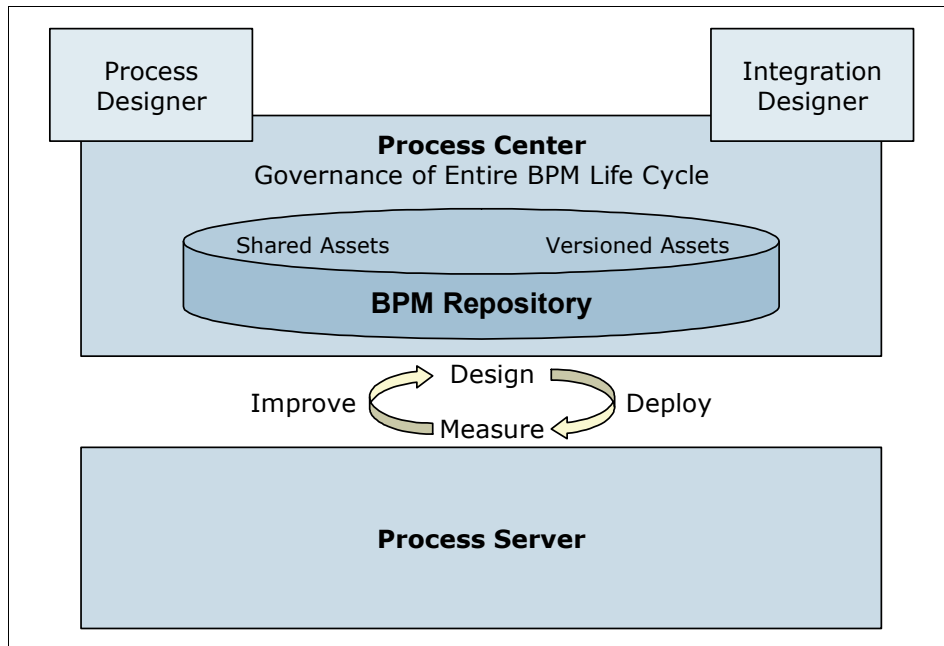 Process
Designer
Integration
Designer
Process Center
Governance of Entire BPM Life Cycle
Shared Assets
Versioned Assets
BPM Repository
Design
Improve
Deploy
Measure
Process Server